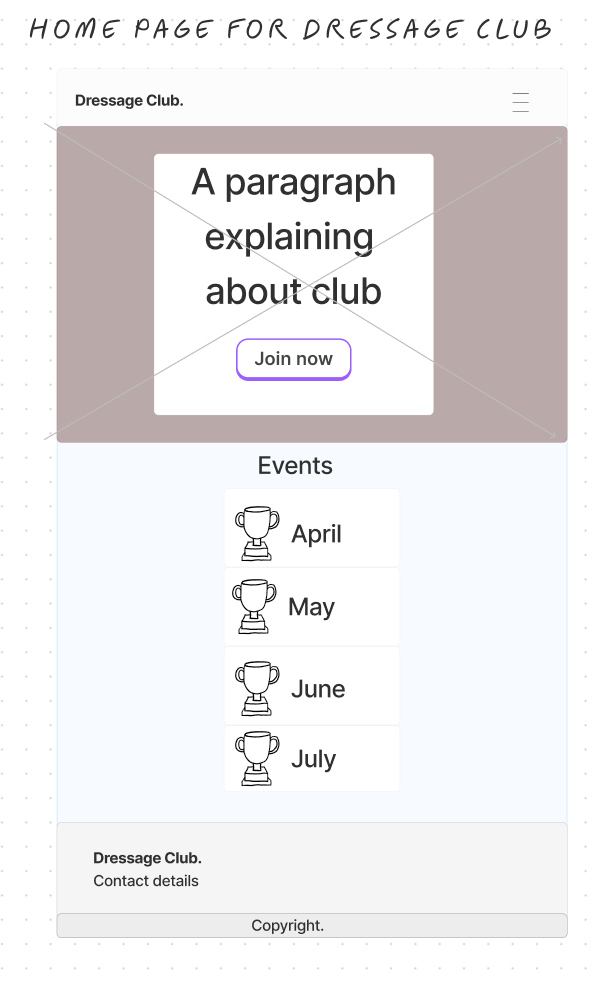 HOME PAGE FOR DRESSAGE CLUB
Dressage Club.
A paragraph
explaining
about club
Join now
Events
April
May
June
July
Dressage Club.
Contact details
Copyright.